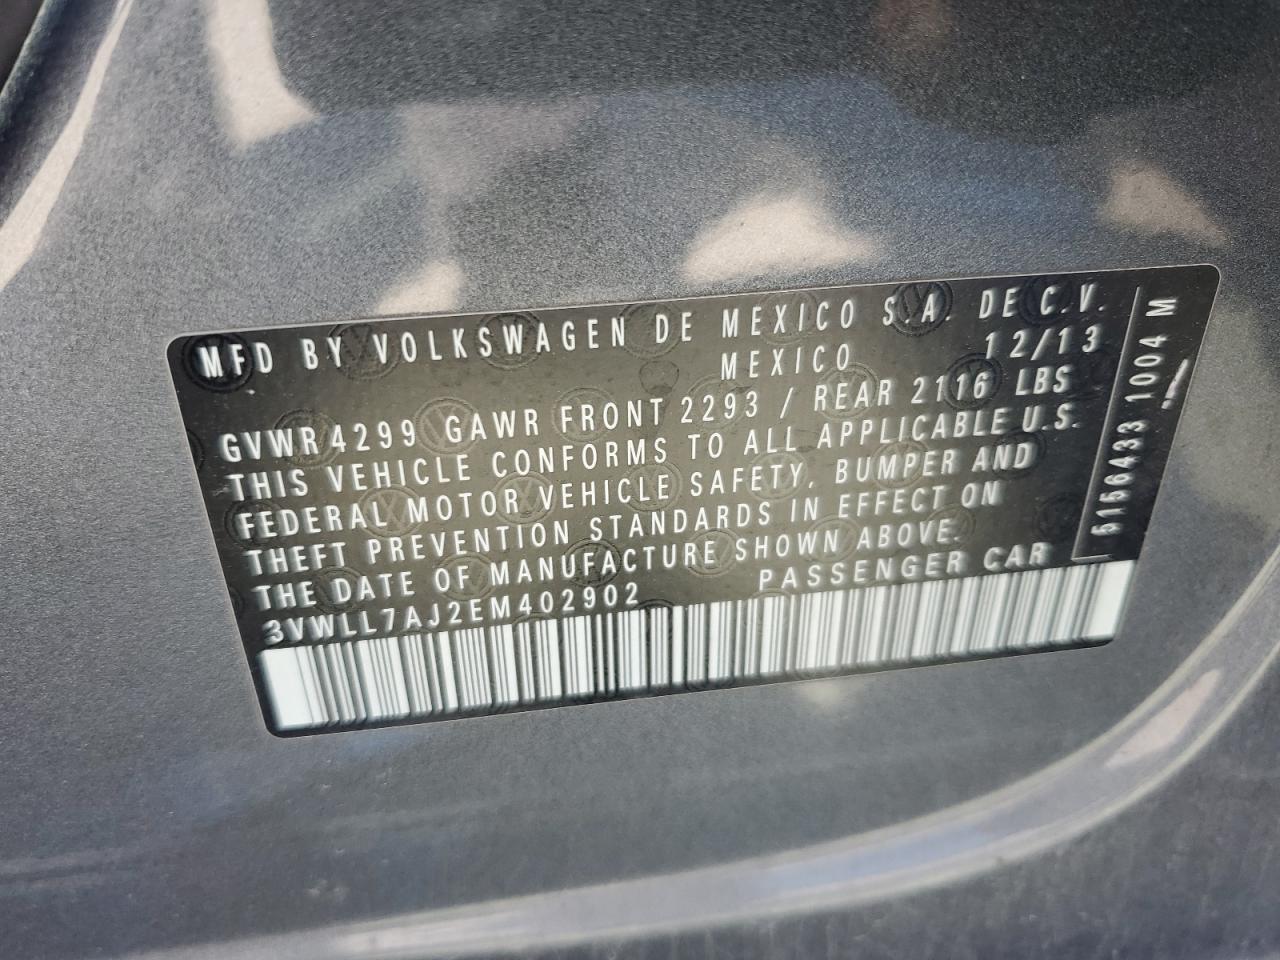 MFD BY VOLKSWAGEN DE MEXICO S.A. DE C.V.
MEXICO 12/13
GVWR 4299 GAWR FRONT 2293 / REAR 2116 LBS
THIS VEHICLE CONFORMS TO ALL APPLICABLE U.S.
FEDERAL MOTOR VEHICLE SAFETY, BUMPER AND
THEFT PREVENTION STANDARDS IN EFFECT ON
THE DATE OF MANUFACTURE SHOWN ABOVE.
3VWLL7AJ2EM402902 PASSENGER CAR
5156433 1004 M